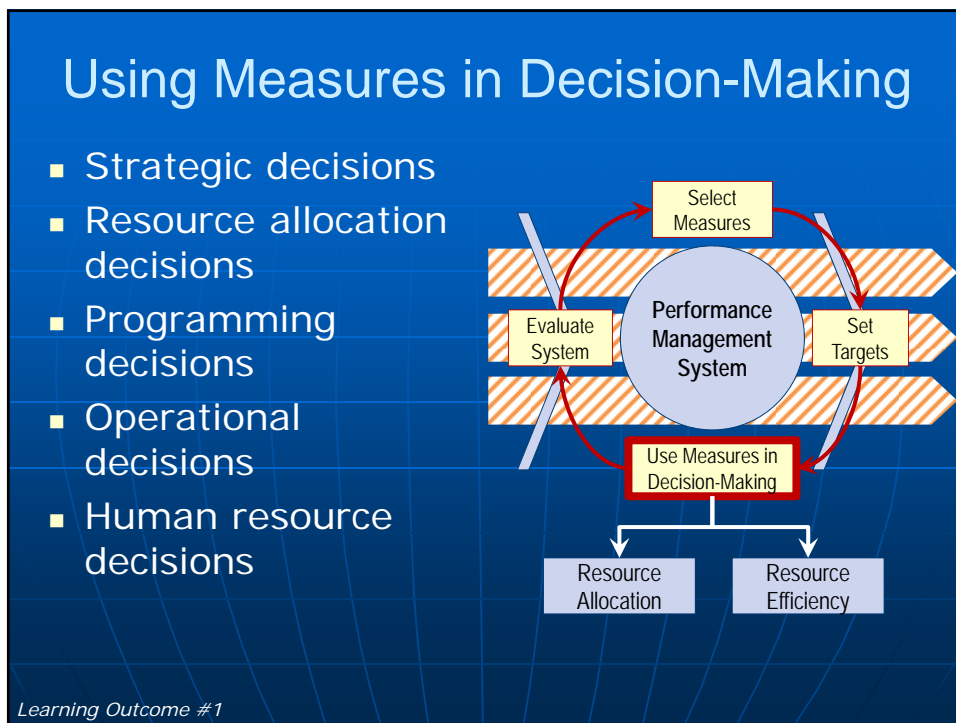 Using Measures in Decision-Making
Strategic decisions
Resource allocation
decisions
Programming
decisions
Operational
decisions
Human resource
decisions
Select
Measures
Evaluate
System
Performance
Management
System
Set
Targets
Use Measures in
Decision-Making
Resource
Allocation
Resource
Efficiency
Learning Outcome #1